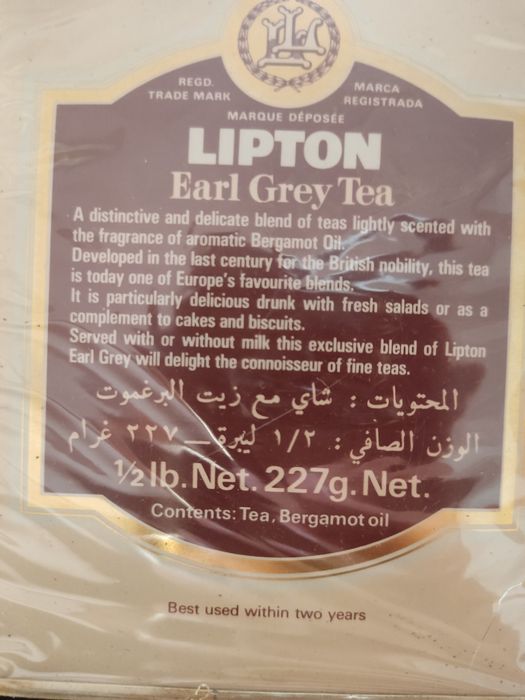 REGD.
TRADE MARK
MARCA
REGISTRADA
MARQUE DÉPOSÉE
LIPTON
Earl Grey Tea
A distinctive and delicate blend of teas lightly scented with
the fragrance of aromatic Bergamot Oil.
Developed in the last century for the British nobility, this tea
is today one of Europe's favourite blends.
It is particularly delicious drunk with fresh salads or as a
complement to cakes and biscuits.
Served with or without milk this exclusive blend of Lipton
Earl Grey will delight the connoisseur of fine teas.
المحتويات : شاي مع زيت البرغموت
الوزن الصافي : ١/٢ ليبرة — ٢٢٧ غرام
½ lb. Net. 227g. Net.
Contents: Tea, Bergamot oil
Best used within two years